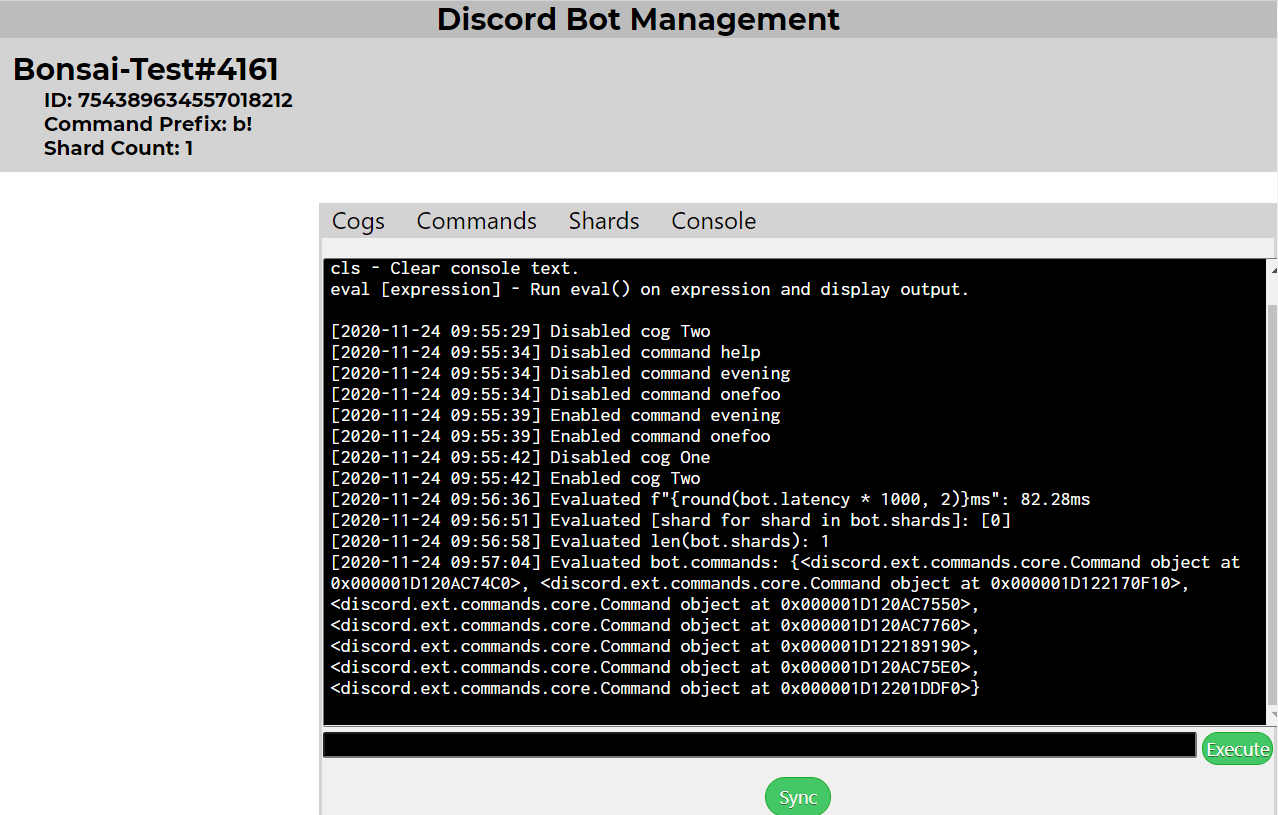 Discord Bot Management
Bonsai-Test#4161
ID: 754389634557018212
Command Prefix: b!
Shard Count: 1
Cogs Commands Shards Console
cls - Clear console text.
eval [expression] - Run eval() on expression and display output.
[2020-11-24 09:55:29] Disabled cog Two
[2020-11-24 09:55:34] Disabled command help
[2020-11-24 09:55:34] Disabled command evening
[2020-11-24 09:55:34] Disabled command onefoo
[2020-11-24 09:55:39] Enabled command evening
[2020-11-24 09:55:39] Enabled command onefoo
[2020-11-24 09:55:42] Disabled cog One
[2020-11-24 09:55:42] Enabled cog Two
[2020-11-24 09:56:36] Evaluated f"{round(bot.latency * 1000, 2)}ms": 82.28ms
[2020-11-24 09:56:51] Evaluated [shard for shard in bot.shards]: [0]
[2020-11-24 09:56:58] Evaluated len(bot.shards): 1
[2020-11-24 09:57:04] Evaluated bot.commands: {<discord.ext.commands.core.Command object at
0x000001D120AC74C0>, <discord.ext.commands.core.Command object at 0x000001D122170F10>,
<discord.ext.commands.core.Command object at 0x000001D120AC7550>,
<discord.ext.commands.core.Command object at 0x000001D120AC7760>,
<discord.ext.commands.core.Command object at 0x000001D122189190>,
<discord.ext.commands.core.Command object at 0x000001D120AC75E0>,
<discord.ext.commands.core.Command object at 0x000001D12201DDF0>}
Execute
Sync